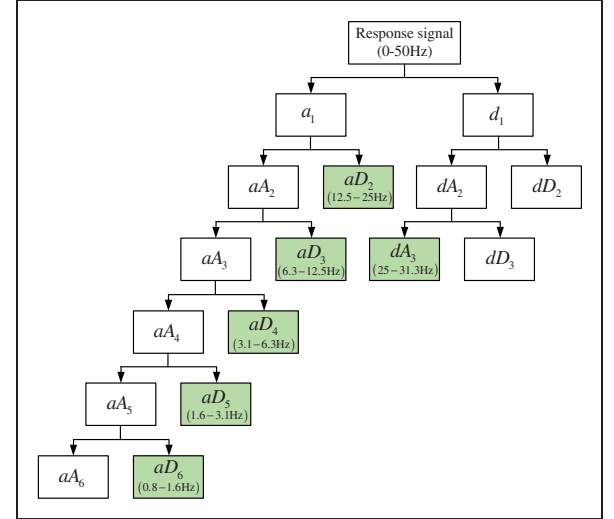 Response signal
(0-50Hz)
a₁
d₁
aA₂
aD₂
(12.5−25Hz)
dA₂
dD₂
aA₃
aD₃
(6.3−12.5Hz)
dA₃
(25−31.3Hz)
dD₃
aA₄
aD₄
(3.1−6.3Hz)
aA₅
aD₅
(1.6−3.1Hz)
aA₆
aD₆
(0.8−1.6Hz)